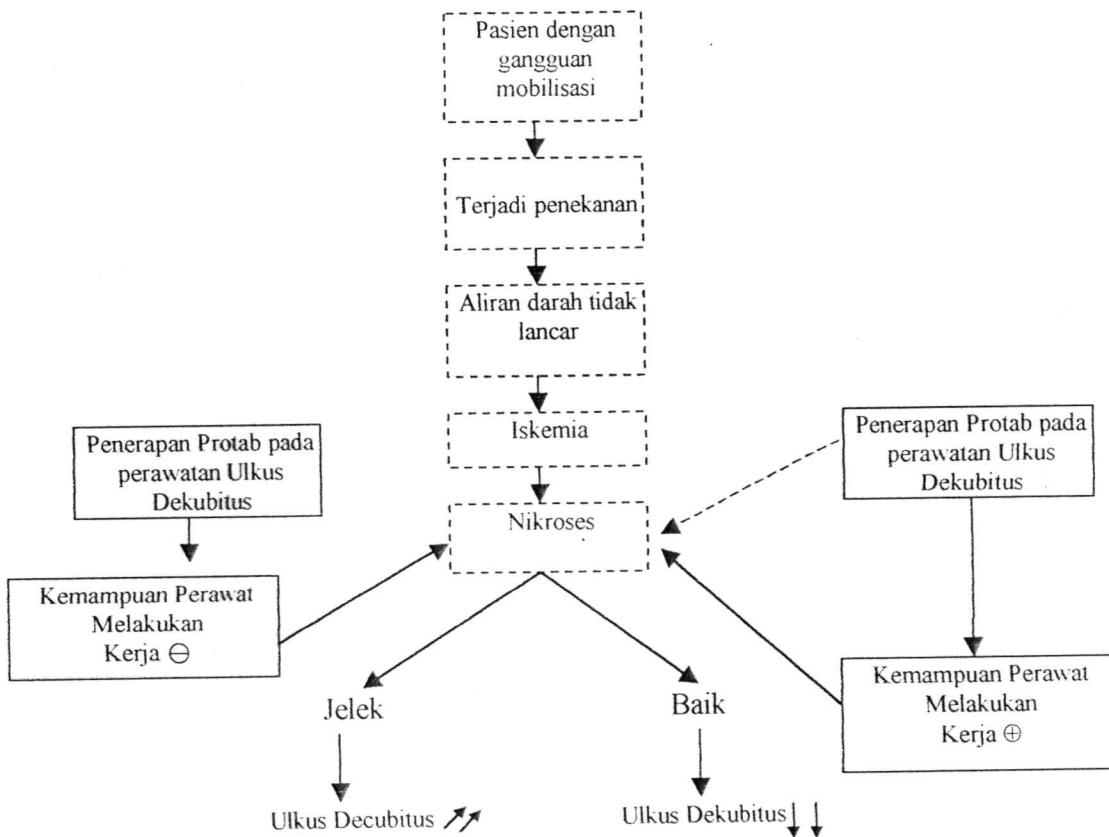 Pasien dengan
gangguan
mobilisasi
Terjadi penekanan
Aliran darah tidak
lancar
Iskemia
Penerapan Protab pada
perawatan Ulkus
Dekubitus
Penerapan Protab pada
perawatan Ulkus
Dekubitus
Nikroses
Kemampuan Perawat
Melakukan
Kerja ⊖
Kemampuan Perawat
Melakukan
Kerja ⊕
Jelek
Baik
Ulkus Decubitus ↗↗
Ulkus Dekubitus ↓ ↓